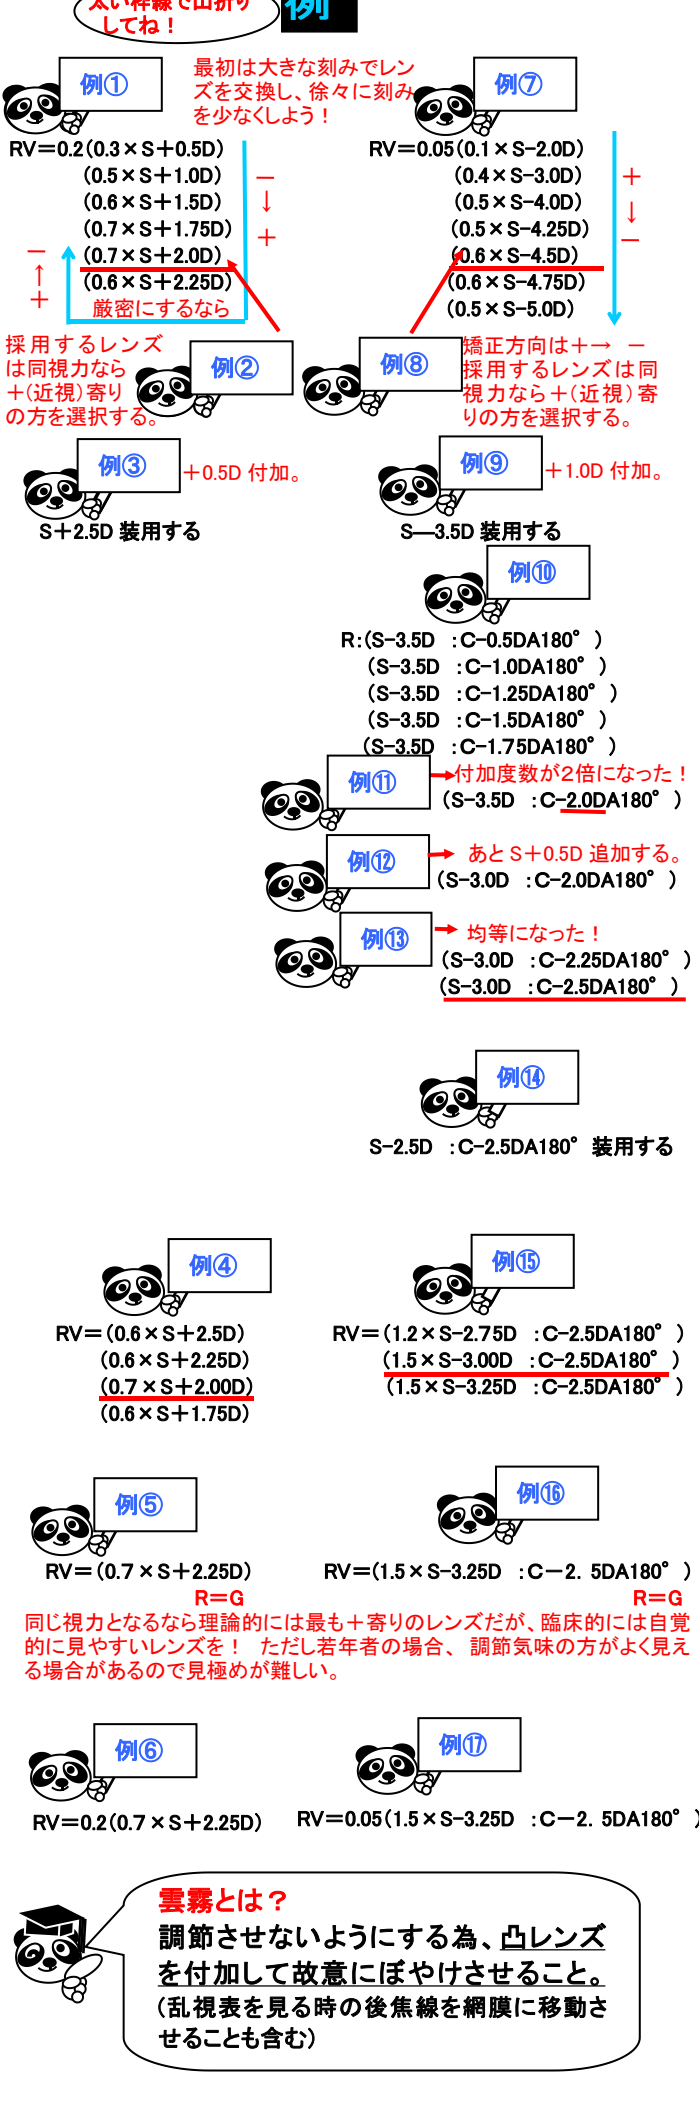 太い枠線で山折り
してね！
例
例①
最初は大きな刻みでレン
ズを交換し、徐々に刻み
を少なくしよう！
RV＝0.2（0.3×S＋0.5D）
（0.5×S＋1.0D）
（0.6×S＋1.5D）
（0.7×S＋1.75D）
（0.7×S＋2.0D）
（0.6×S＋2.25D）
－
↓
＋
－
↑
＋
厳密にするなら
例②
採用するレンズ
は同視力なら
＋（近視）寄り
の方を選択する。
例③
＋0.5D 付加。
S＋2.5D 装用する
例⑦
RV＝0.05（0.1×S−2.0D）
（0.4×S−3.0D）
（0.5×S−4.0D）
（0.5×S−4.25D）
（0.6×S−4.5D）
（0.6×S−4.75D）
（0.5×S−5.0D）
＋
↓
－
例⑧
矯正方向は＋→　－
採用するレンズは同
視力なら＋（近視）寄
りの方を選択する。
例⑨
＋1.0D 付加。
S—3.5D 装用する
例⑩
R：（S−3.5D　：C−0.5DA180°）
（S−3.5D　：C−1.0DA180°）
（S−3.5D　：C−1.25DA180°）
（S−3.5D　：C−1.5DA180°）
（S−3.5D　：C−1.75DA180°）
例⑪
付加度数が２倍になった！
（S−3.5D　：C−2.0DA180°）
例⑫
あと S＋0.5D 追加する。
（S−3.0D　：C−2.0DA180°）
例⑬
均等になった！
（S−3.0D　：C−2.25DA180°）
（S−3.0D　：C−2.5DA180°）
例⑭
S−2.5D　：C−2.5DA180°　装用する
例④
RV＝（0.6×S＋2.5D）
（0.6×S＋2.25D）
（0.7×S＋2.00D）
（0.6×S＋1.75D）
例⑮
RV＝（1.2×S−2.75D　：C−2.5DA180°）
（1.5×S−3.00D　：C−2.5DA180°）
（1.5×S−3.25D　：C−2.5DA180°）
例⑤
RV＝（0.7×S＋2.25D）
R＝G
例⑯
RV＝（1.5×S−3.25D　：C－2．5DA180°）
R＝G
同じ視力となるなら理論的には最も＋寄りのレンズだが、臨床的には自覚
的に見やすいレンズを！　ただし若年者の場合、調節気味の方がよく見え
る場合があるので見極めが難しい。
例⑥
RV＝0.2（0.7×S＋2.25D）
例⑰
RV＝0.05（1.5×S−3.25D　：C－2．5DA180°）
雲霧とは？
調節させないようにする為、凸レンズ
を付加して故意にぼやけさせること。
（乱視表を見る時の後焦線を網膜に移動さ
せることも含む）